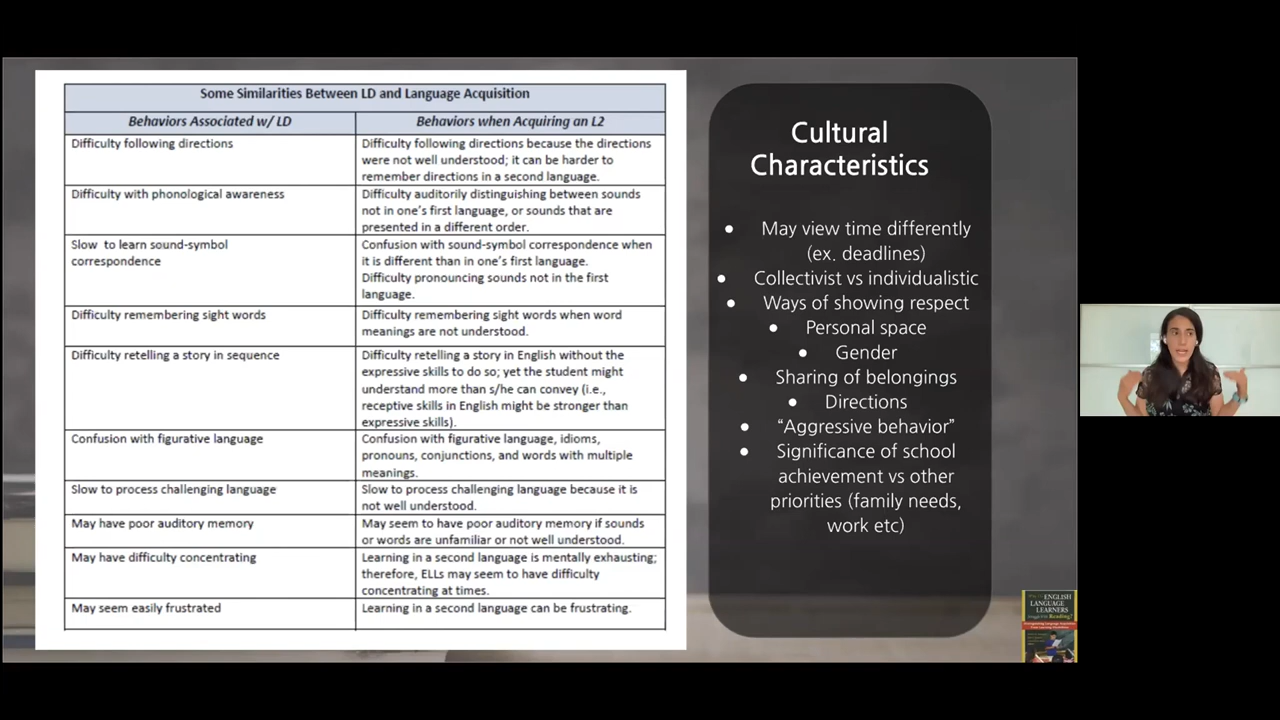 Some Similarities Between LD and Language Acquisition
Behaviors Associated w/ LD
Behaviors when Acquiring an L2
Difficulty following directions
Difficulty following directions because the directions
were not well understood; it can be harder to
remember directions in a second language.
Difficulty with phonological awareness
Difficulty auditorily distinguishing between sounds
not in one's first language, or sounds that are
presented in a different order.
Slow to learn sound-symbol
correspondence
Confusion with sound-symbol correspondence when
it is different than in one's first language.
Difficulty pronouncing sounds not in the first
language.
Difficulty remembering sight words
Difficulty remembering sight words when word
meanings are not understood.
Difficulty retelling a story in sequence
Difficulty retelling a story in English without the
expressive skills to do so; yet the student might
understand more than s/he can convey (i.e.,
receptive skills in English might be stronger than
expressive skills).
Confusion with figurative language
Confusion with figurative language, idioms,
pronouns, conjunctions, and words with multiple
meanings.
Slow to process challenging language
Slow to process challenging language because it is
not well understood.
May have poor auditory memory
May seem to have poor auditory memory if sounds
or words are unfamiliar or not well understood.
May have difficulty concentrating
Learning in a second language is mentally exhausting;
therefore, ELLs may seem to have difficulty
concentrating at times.
May seem easily frustrated
Learning in a second language can be frustrating.
Cultural
Characteristics
• May view time differently
(ex. deadlines)
• Collectivist vs individualistic
• Ways of showing respect
• Personal space
• Gender
• Sharing of belongings
• Directions
• “Aggressive behavior”
• Significance of school
achievement vs other
priorities (family needs,
work etc)
ENGLISH
LANGUAGE
LEARNERS
Reading?